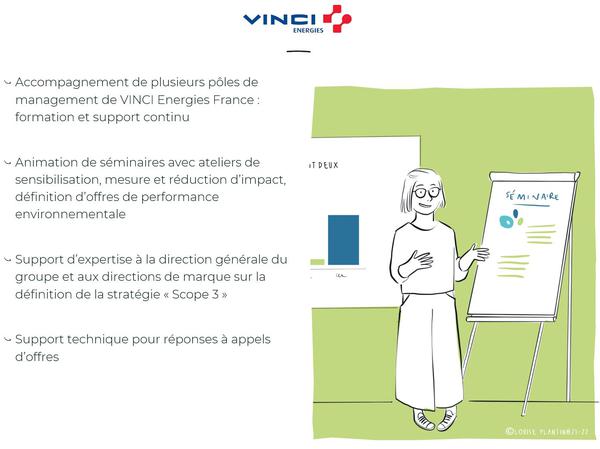 VINCI
ENERGIES
Accompagnement de plusieurs pôles de
management de VINCI Energies France :
formation et support continu
Animation de séminaires avec ateliers de
sensibilisation, mesure et réduction d'impact,
définition d'offres de performance
environnementale
Support d'expertise à la direction générale du
groupe et aux directions de marque sur la
définition de la stratégie « Scope 3 »
Support technique pour réponses à appels
d'offres
T DEUX
SÉMINAIRE
©LOUISE PLANTIN